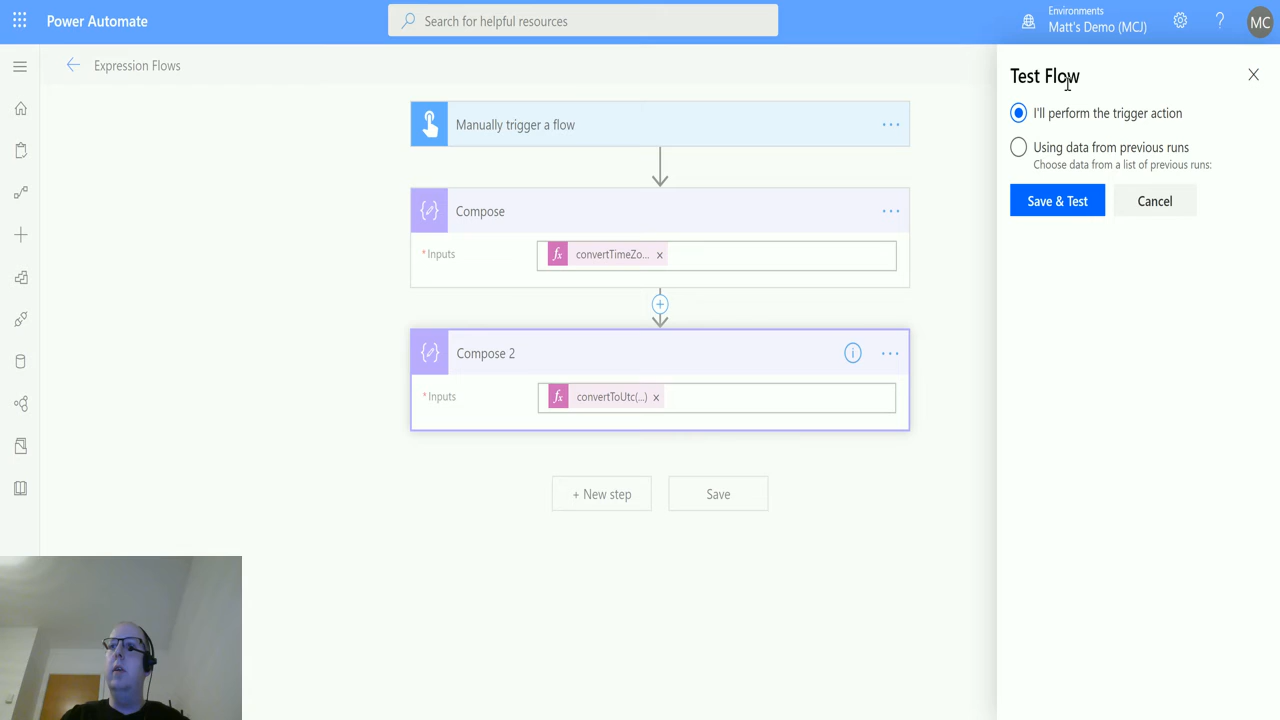 Power Automate
Search for helpful resources
Environments
Matt's Demo (MCJ)
?
MC
Expression Flows
Manually trigger a flow
...
Compose
...
* Inputs
fx convertTimeZo... x
+
Compose 2
i
...
* Inputs
fx convertToUtc(...) x
+ New step
Save
Test Flow
I'll perform the trigger action
Using data from previous runs
Choose data from a list of previous runs:
Save & Test
Cancel